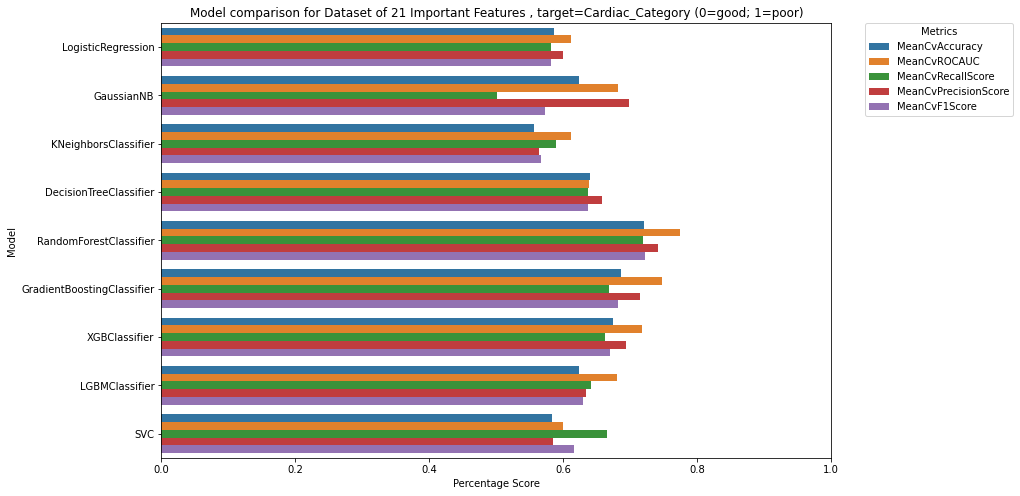 Model comparison for Dataset of 21 Important Features , target=Cardiac_Category (0=good; 1=poor)
Metrics
MeanCvAccuracy
MeanCvROCAUC
MeanCvRecallScore
MeanCvPrecisionScore
MeanCvF1Score
Model
LogisticRegression
GaussianNB
KNeighborsClassifier
DecisionTreeClassifier
RandomForestClassifier
GradientBoostingClassifier
XGBClassifier
LGBMClassifier
SVC
0.0 0.2 0.4 0.6 0.8 1.0
Percentage Score